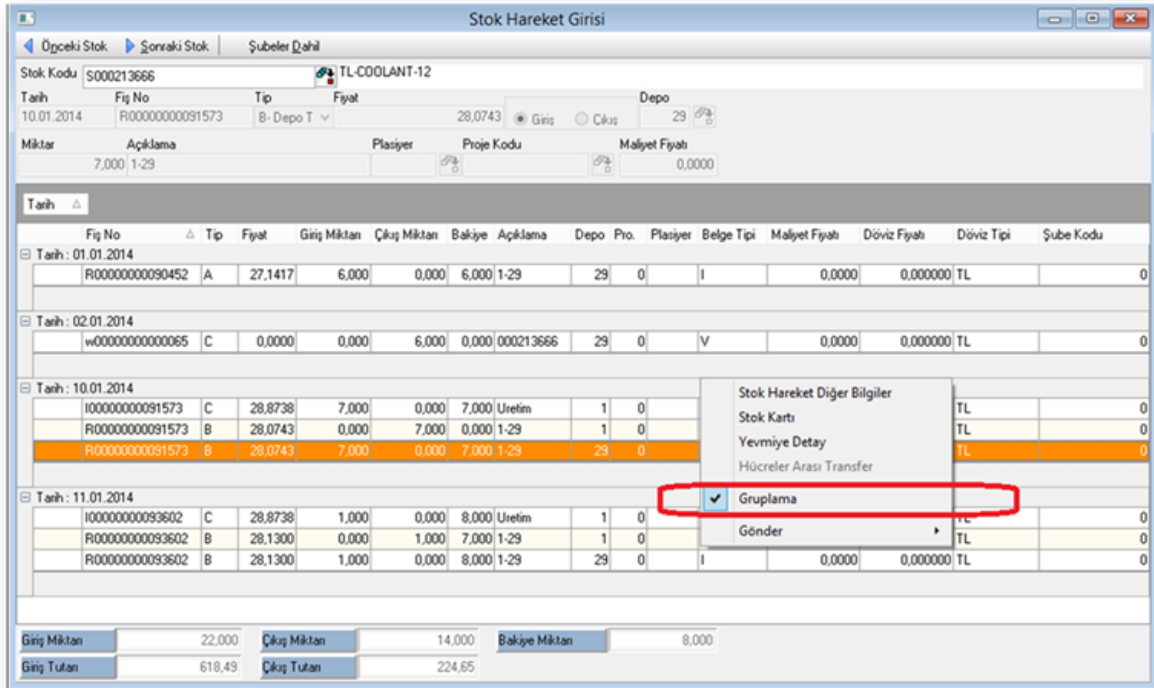 Stok Hareket Girisi
Önceki Stok Sonraki Stok Şubeler Dahil
Stok Kodu S000213666 TL-COOLANT-12
Tarih Fiş No Tip Fiyat Depo
10.01.2014 R00000000091573 B- Depo T 28,0743 Giriş Çıkış 29
Miktar Açıklama Plasiyer Proje Kodu Maliyet Fiyatı
7,000 1-29 0,0000
Tarih
Fiş No Tip Fiyat Giriş Miktarı Çıkış Miktarı Bakiye Açıklama Depo Pro. Plasiyer Belge Tipi Maliyet Fiyatı Döviz Fiyatı Döviz Tipi Şube Kodu
Tarih : 01.01.2014
R00000000090452 A 27,1417 6,000 0,000 6,000 1-29 29 0 I 0,0000 0,000000 TL 0
Tarih : 02.01.2014
w00000000000065 C 0,0000 0,000 6,000 0,000 000213666 29 0 V 0,0000 0,000000 TL 0
Tarih : 10.01.2014
I00000000091573 C 28,8738 7,000 0,000 7,000 Uretim 1 0 TL 0
R00000000091573 B 28,0743 0,000 7,000 0,000 1-29 1 0 TL 0
R00000000091573 B 28,0743 7,000 0,000 7,000 1-29 29 0 TL 0
Stok Hareket Diğer Bilgiler
Stok Kartı
Yevmiye Detay
Hücreler Arası Transfer
Gruplama
Gönder
Tarih : 11.01.2014
I00000000093602 C 28,8738 1,000 0,000 8,000 Uretim 1 0 TL 0
R00000000093602 B 28,1300 0,000 1,000 7,000 1-29 1 0 TL 0
R00000000093602 B 28,1300 1,000 0,000 8,000 1-29 29 0 I 0,0000 0,000000 TL 0
Giriş Miktarı 22,000 Çıkış Miktarı 14,000 Bakiye Miktarı 8,000
Giriş Tutarı 618,49 Çıkış Tutarı 224,65